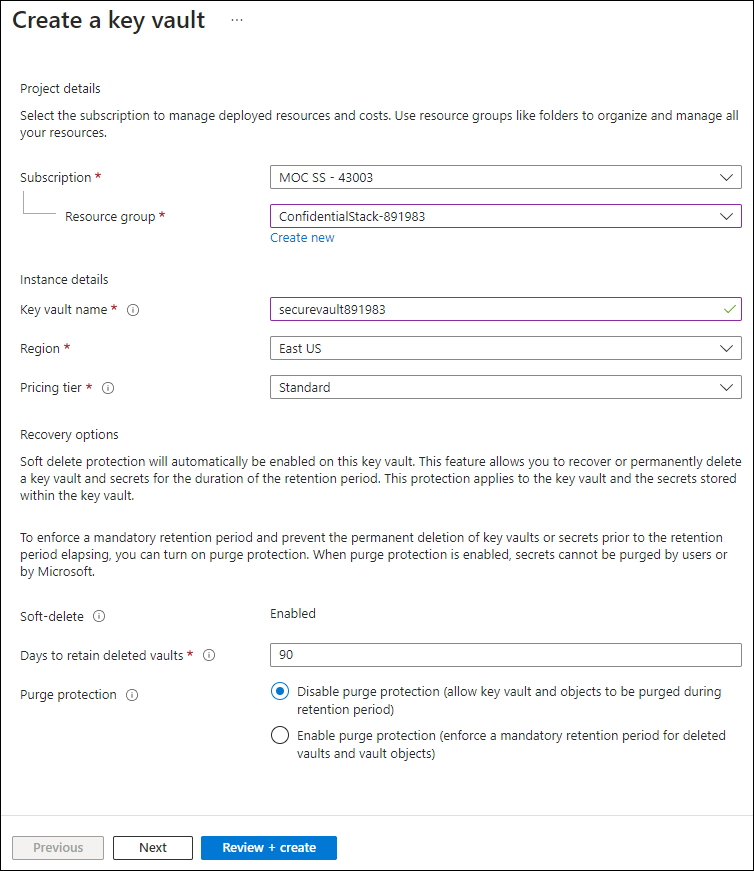 Create a key vault ...
Project details
Select the subscription to manage deployed resources and costs. Use resource groups like folders to organize and manage all
your resources.
Subscription *
MOC SS - 43003
Resource group *
ConfidentialStack-891983
Create new
Instance details
Key vault name *
securevault891983
Region *
East US
Pricing tier *
Standard
Recovery options
Soft delete protection will automatically be enabled on this key vault. This feature allows you to recover or permanently delete
a key vault and secrets for the duration of the retention period. This protection applies to the key vault and the secrets stored
within the key vault.
To enforce a mandatory retention period and prevent the permanent deletion of key vaults or secrets prior to the retention
period elapsing, you can turn on purge protection. When purge protection is enabled, secrets cannot be purged by users or
by Microsoft.
Soft-delete
Enabled
Days to retain deleted vaults *
90
Purge protection
Disable purge protection (allow key vault and objects to be purged during
retention period)
Enable purge protection (enforce a mandatory retention period for deleted
vaults and vault objects)
Previous
Next
Review + create